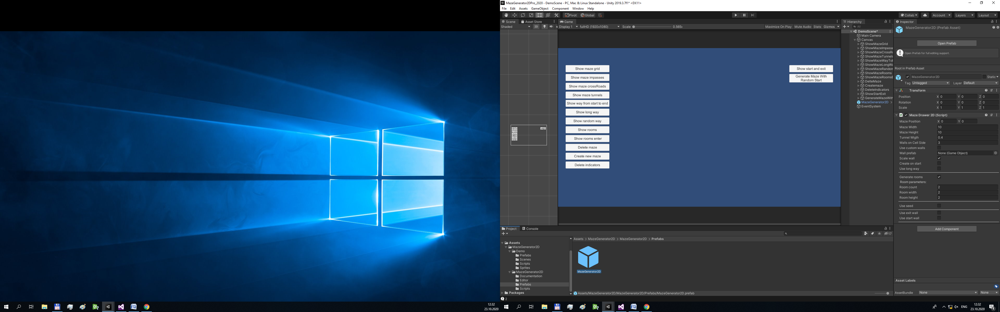 MazeGenerator2DPro_2020 - DemoScene - PC, Mac & Linux Standalone - Unity 2019.3.7f1* <DX11>
File Edit Assets GameObject Component Window Help
Pivot Global
Collab Account Layers Layout
Scene Asset Store
Shaded 2D
Game
Display 1 fullHD (1920x1080) Scale 0.565x Maximize On Play Mute Audio Stats Gizmos
Show maze grid
Show maze impasses
Show maze crossRoads
Show maze tunnels
Show way from start to end
Show long way
Show random way
Show rooms
Show rooms enter
Delete maze
Create new maze
Delete indicators
Show start and exit
Generate Maze With
Random Start
Hierarchy
All
DemoScene*
Main Camera
Canvas
ShowMazeGrid
ShowMazeImpasse
ShowMazeCrossRo
ShowMazeTunnels
ShowMazeWayToE
ShowMazeLongWa
ShowMazeRandom
ShowMazeRooms
ShowMazeRoomsE
DelteMaze
Createmaze
DeleteIndicators
ShowStartExit
GenerateMazeWith
MazeGenerator2D
EventSystem
Inspector
MazeGenerator2D (Prefab Asset)
Open Prefab
Open Prefab for full editing support.
Root in Prefab Asset
MazeGenerator2D Static
Tag Untagged Layer Default
Transform
Position X 0 Y 0 Z 0
Rotation X 0 Y 0 Z 0
Scale X 1 Y 1 Z 1
Maze Drawer 2D (Script)
Maze Position X 0 Y 0
Maze Width 10
Maze Height 10
Tunnel Wigth 0.4
Walls on Cell Side 3
Use custom walls
Wall prefab None (Game Object)
Scale wall
Create on start
Use long way
Generate rooms
Room parameters:
Room count 2
Room width 2
Room height 2
Use seed
Use exit wall
Use start wall
Add Component
Asset Labels
AssetBundle None None
Project Console
17
Assets
MazeGenerator2D
Demo
Prefabs
Scenes
Scripts
Sprites
MazeGenerator2D
Documentation
Editor
Prefabs
Scripts
Packages
Assets > MazeGenerator2D > MazeGenerator2D > Prefabs
MazeGenerator2D
Assets/MazeGenerator2D/MazeGenerator2D/Prefabs/MazeGenerator2D.prefab
2
12:32
23.10.2020
ENG
12:32
23.10.2020
4